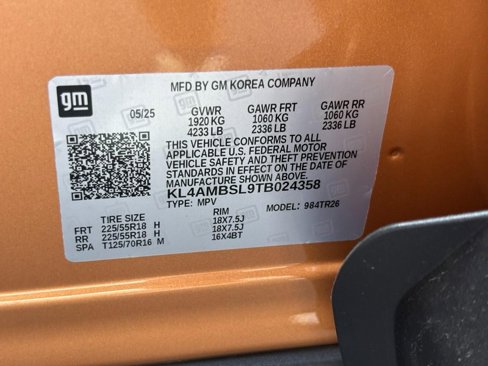 gm
MFD BY GM KOREA COMPANY
05/25 GVWR GAWR FRT GAWR RR
1920 KG 1060 KG 1060 KG
4233 LB 2336 LB 2336 LB
THIS VEHICLE CONFORMS TO ALL
APPLICABLE U.S. FEDERAL MOTOR
VEHICLE SAFETY AND THEFT PREVENTION
STANDARDS IN EFFECT ON THE DATE OF
MANUFACTURE SHOWN ABOVE.
KL4AMBSL9TB024358
TYPE: MPV MODEL: 984TR26
TIRE SIZE RIM
FRT 225/55R18 H 18X7.5J
RR 225/55R18 H 18X7.5J
SPA T125/70R16 M 16X4BT